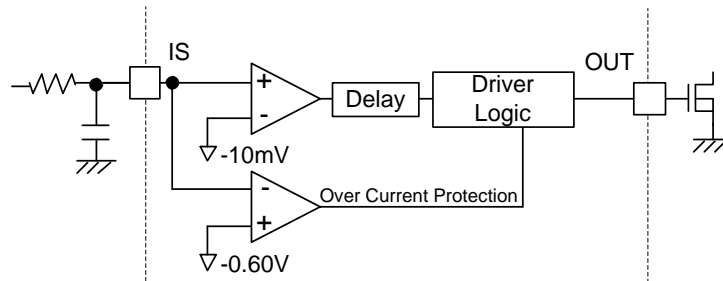 IS
OUT
+
-
Delay
Driver
Logic
-10mV
-
+
Over Current Protection
-0.60V